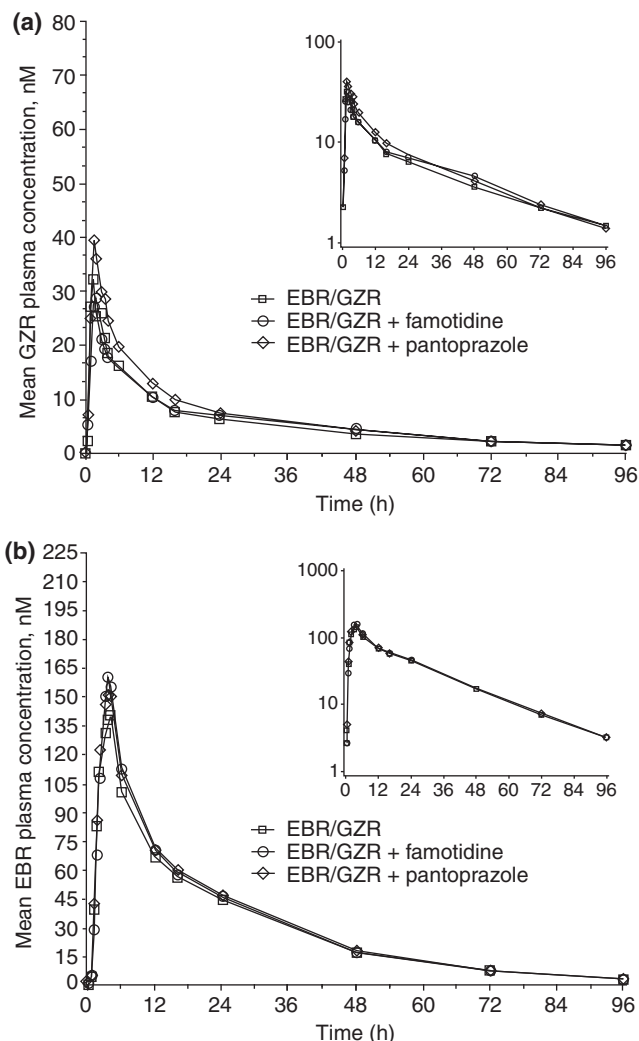 (a)
80
70
60
50
40
30
20
10
0
Mean GZR plasma concentration, nM
0 12 24 36 48 60 72 84 96
Time (h)
100
10
1
0 12 24 36 48 60 72 84 96
EBR/GZR
EBR/GZR + famotidine
EBR/GZR + pantoprazole
(b)
225
210
195
180
165
150
135
120
105
90
75
60
45
30
15
0
Mean EBR plasma concentration, nM
0 12 24 36 48 60 72 84 96
Time (h)
1000
100
10
1
0 12 24 36 48 60 72 84 96
EBR/GZR
EBR/GZR + famotidine
EBR/GZR + pantoprazole